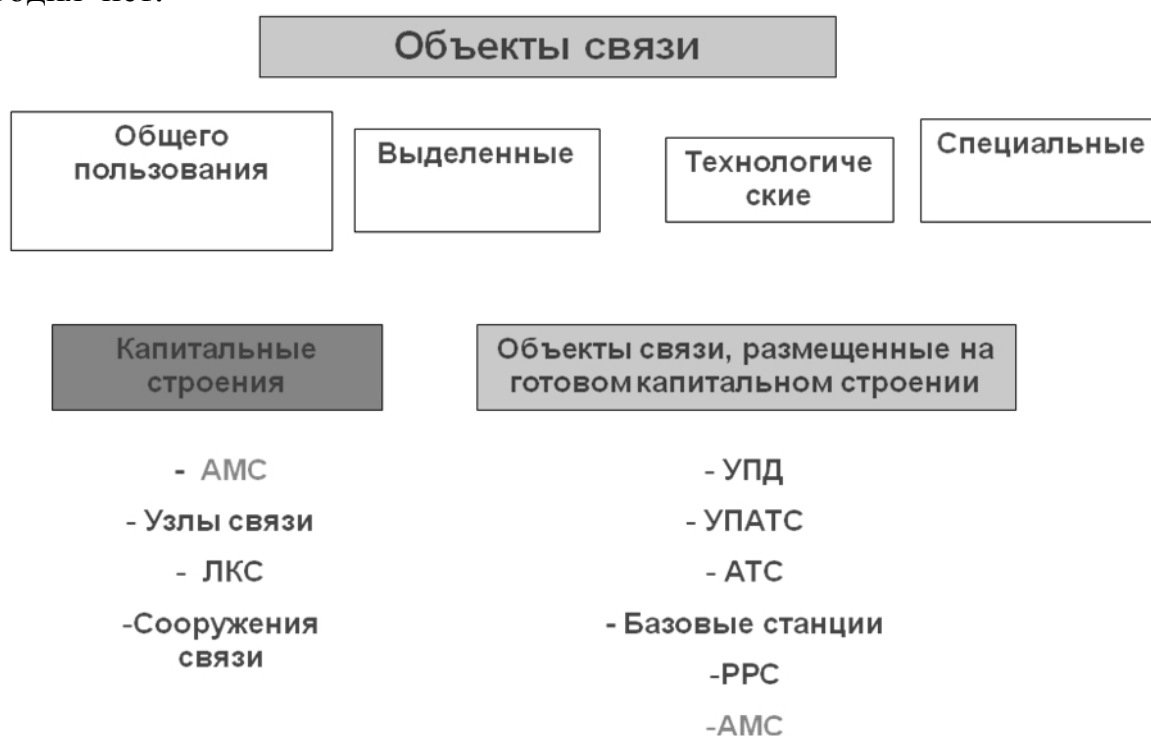 Объекты связи
Общего
пользования
Выделенные
Технологиче
ские
Специальные
Капитальные
строения
Объекты связи, размещенные на
готовом капитальном строении
- АМС
- Узлы связи
- ЛКС
-Сооружения
связи
- УПД
- УПАТС
- АТС
- Базовые станции
-РРС
-АМС